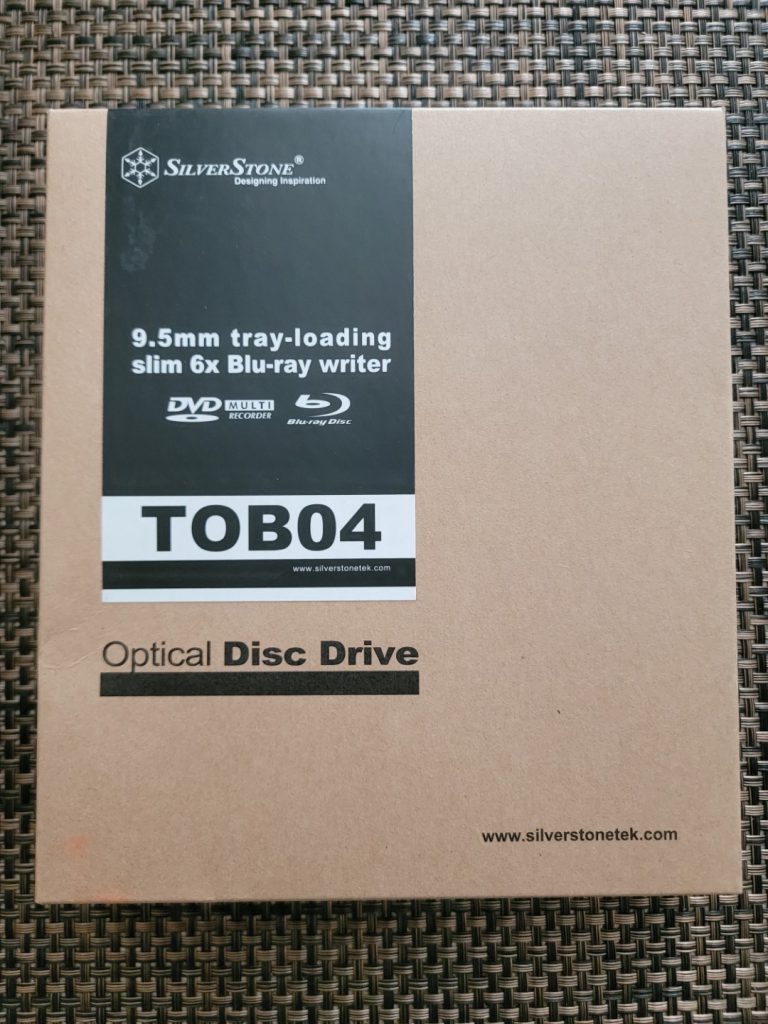 SILVERSTONE®
Designing Inspiration
9.5mm tray-loading
slim 6x Blu-ray writer
DVD MULTI RECORDER
Blu-ray Disc
TOB04
www.silverstonetek.com
Optical Disc Drive
www.silverstonetek.com